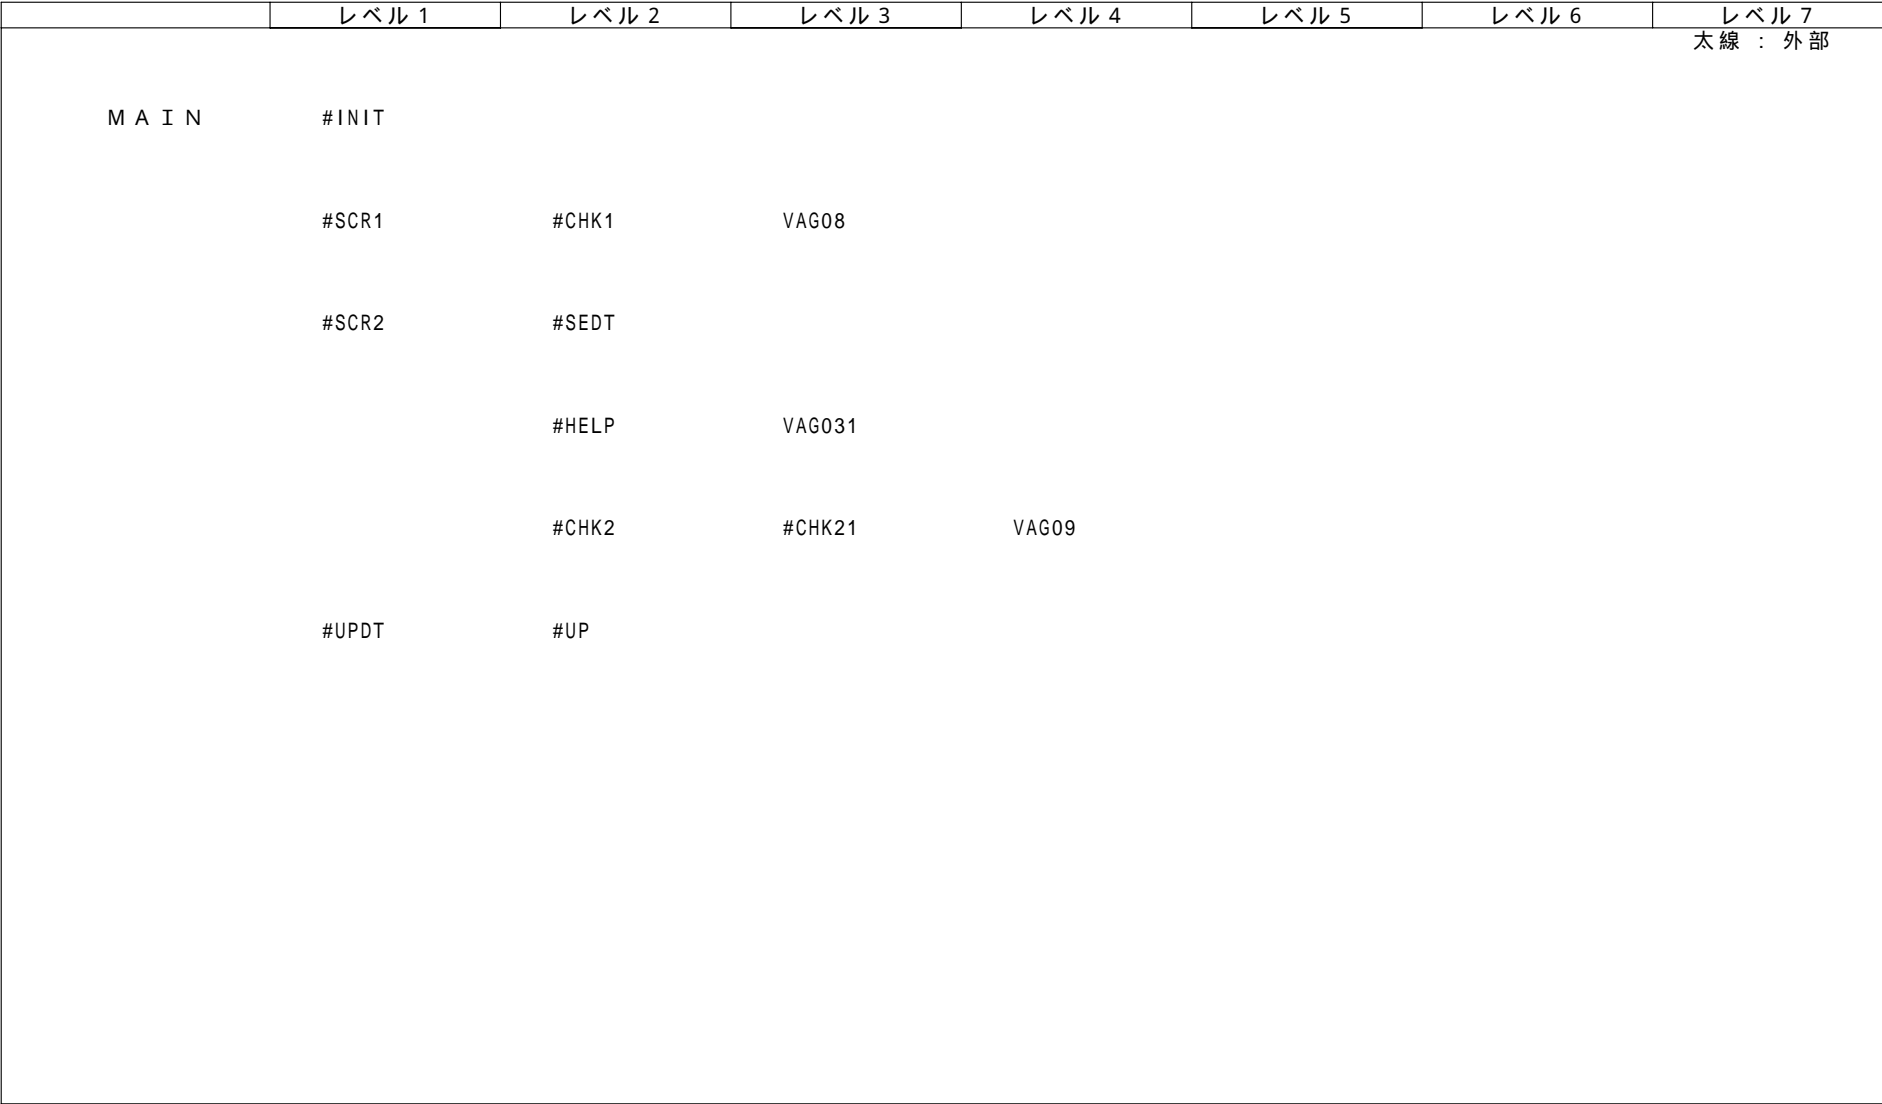 レベル1 レベル2 レベル3 レベル4 レベル5 レベル6 レベル7
太線 : 外部
ＭＡＩＮ #INIT
#SCR1 #CHK1 VAG08
#SCR2 #SEDT
#HELP VAG031
#CHK2 #CHK21 VAG09
#UPDT #UP